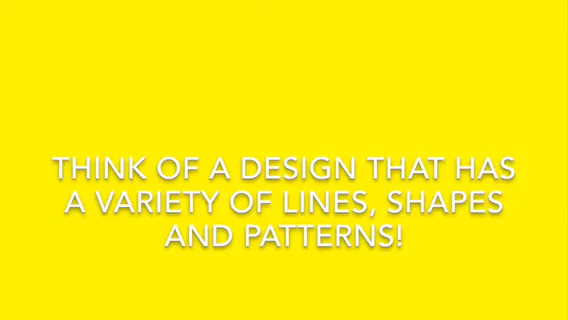 THINK OF A DESIGN THAT HAS
A VARIETY OF LINES, SHAPES
AND PATTERNS!